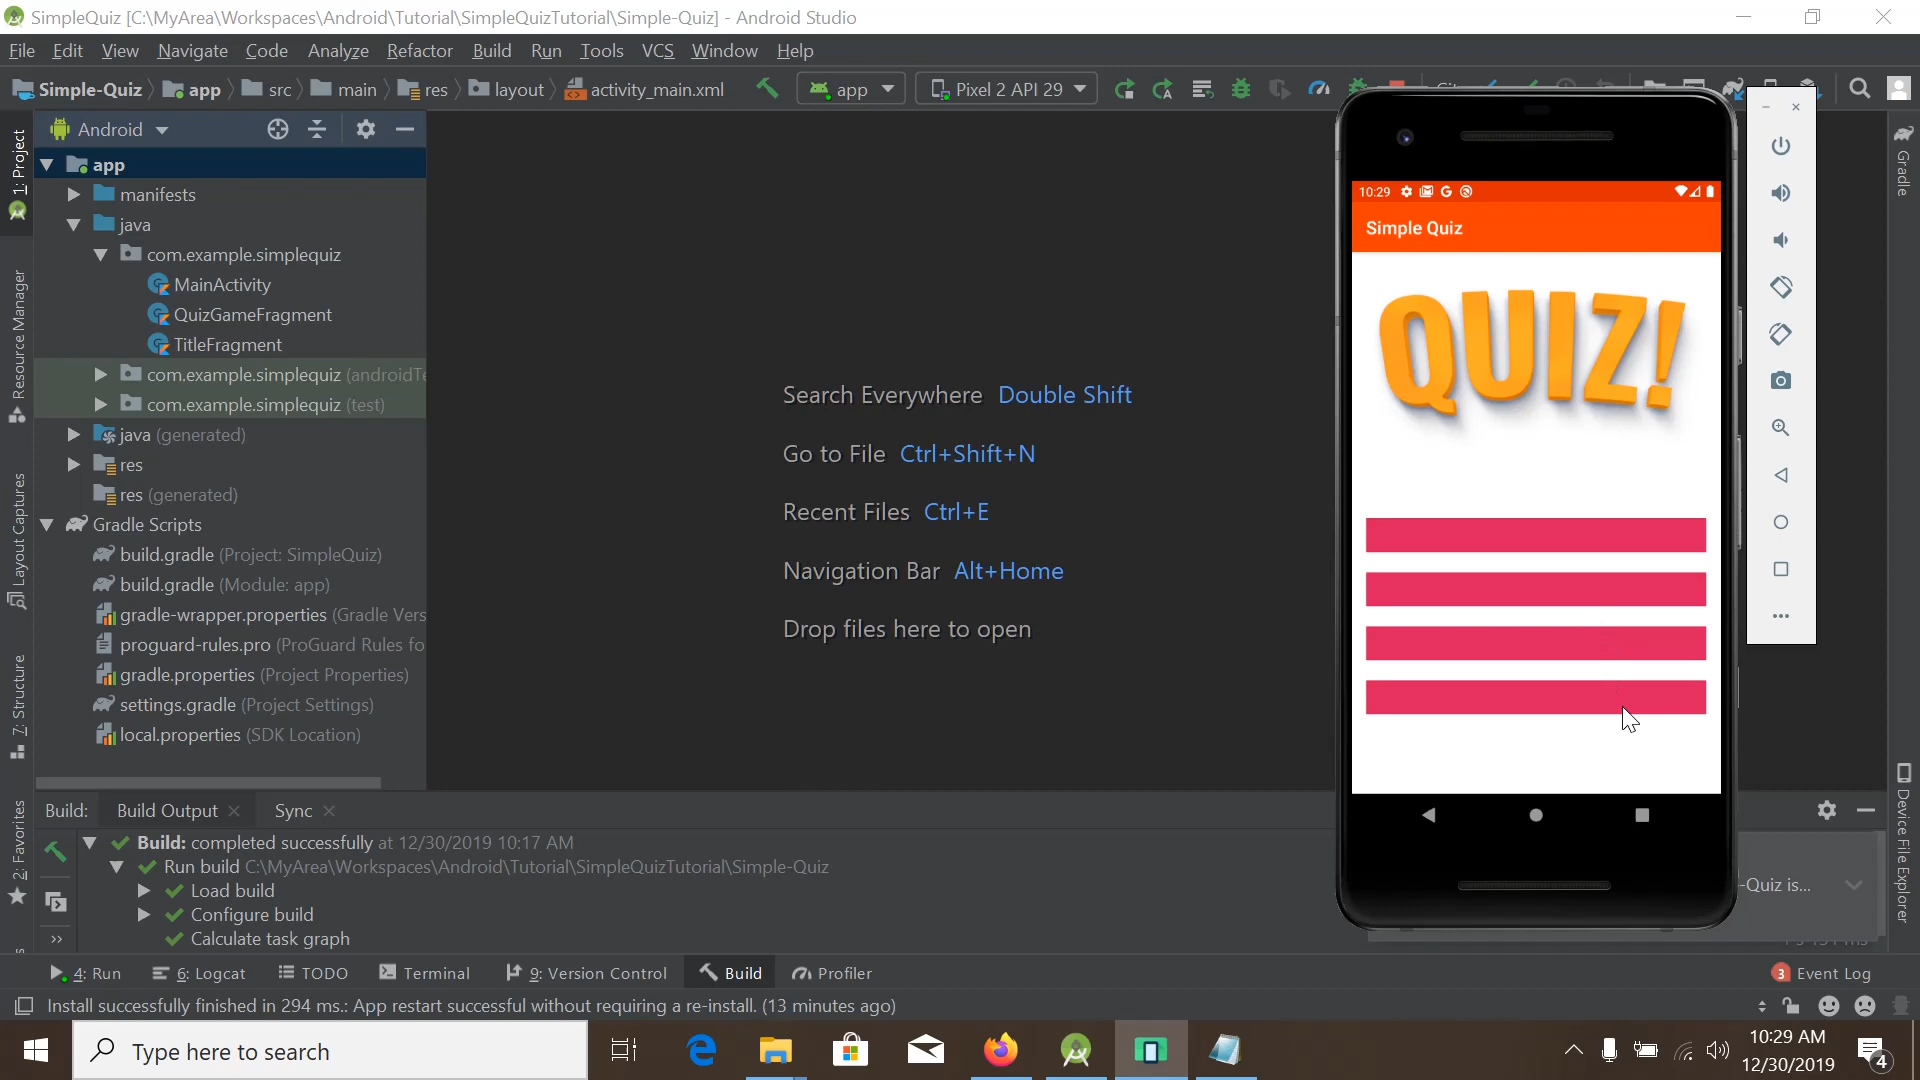 SimpleQuiz [C:\MyArea\Workspaces\Android\Tutorial\SimpleQuizTutorial\Simple-Quiz] - Android Studio
File Edit View Navigate Code Analyze Refactor Build Run Tools VCS Window Help
Simple-Quiz app src main res layout activity_main.xml app Pixel 2 API 29
Android
app
manifests
java
com.example.simplequiz
MainActivity
QuizGameFragment
TitleFragment
com.example.simplequiz (androidTe
com.example.simplequiz (test)
java (generated)
res
res (generated)
Gradle Scripts
build.gradle (Project: SimpleQuiz)
build.gradle (Module: app)
gradle-wrapper.properties (Gradle Vers
proguard-rules.pro (ProGuard Rules fo
gradle.properties (Project Properties)
settings.gradle (Project Settings)
local.properties (SDK Location)
1: Project
Resource Manager
Layout Captures
7: Structure
2: Favorites
Search Everywhere Double Shift
Go to File Ctrl+Shift+N
Recent Files Ctrl+E
Navigation Bar Alt+Home
Drop files here to open
10:29
Simple Quiz
QUIZ!
Gradle
Device File Explorer
Build: Build Output Sync
Build: completed successfully at 12/30/2019 10:17 AM
Run build C:\MyArea\Workspaces\Android\Tutorial\SimpleQuizTutorial\Simple-Quiz
Load build
Configure build
Calculate task graph
-Quiz is...
4: Run 6: Logcat TODO Terminal 9: Version Control Build Profiler 3 Event Log
Install successfully finished in 294 ms.: App restart successful without requiring a re-install. (13 minutes ago)
Type here to search
10:29 AM
12/30/2019
4